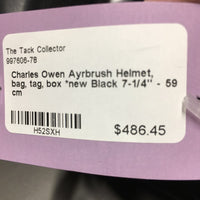 The Tack Collector
997606-78
Charles Owen Ayrbrush Helmet,
bag, tag, box *new Black 7-1/4" - 59
cm
H52SXH
$486.45